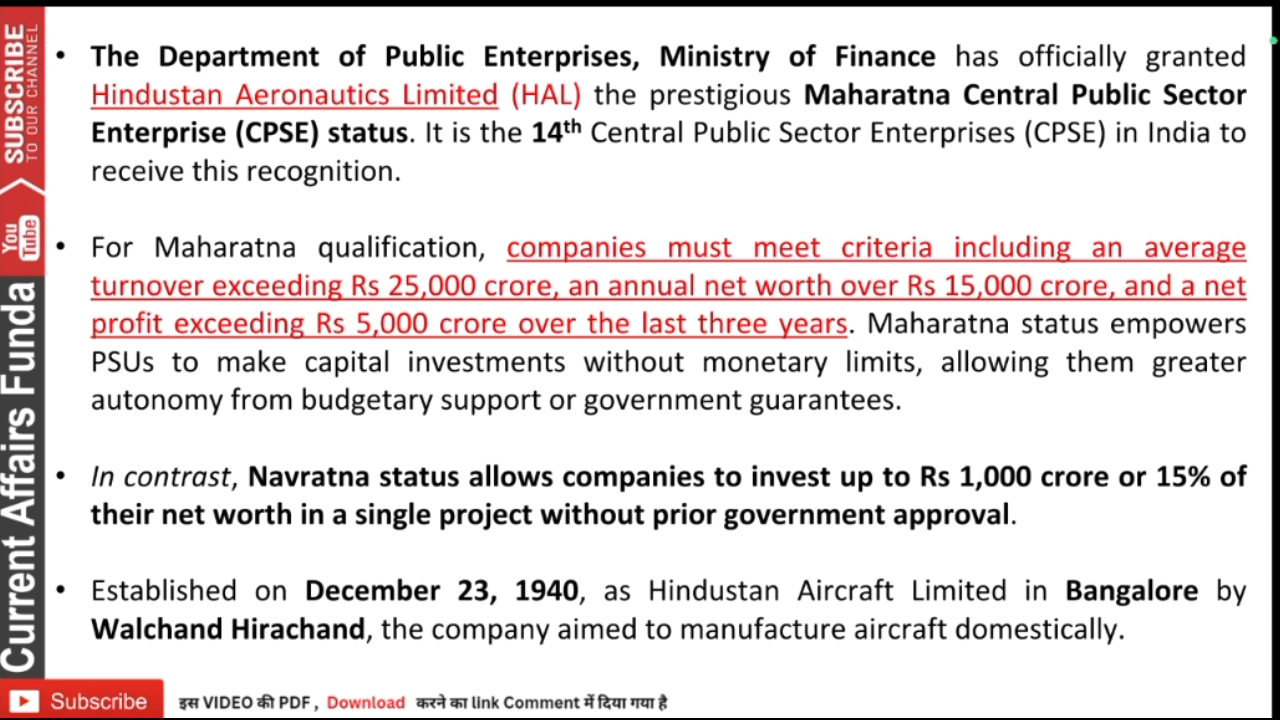 • The Department of Public Enterprises, Ministry of Finance has officially granted
Hindustan Aeronautics Limited (HAL) the prestigious Maharatna Central Public Sector
Enterprise (CPSE) status. It is the 14th Central Public Sector Enterprises (CPSE) in India to
receive this recognition.
• For Maharatna qualification, companies must meet criteria including an average
turnover exceeding Rs 25,000 crore, an annual net worth over Rs 15,000 crore, and a net
profit exceeding Rs 5,000 crore over the last three years. Maharatna status empowers
PSUs to make capital investments without monetary limits, allowing them greater
autonomy from budgetary support or government guarantees.
• In contrast, Navratna status allows companies to invest up to Rs 1,000 crore or 15% of
their net worth in a single project without prior government approval.
• Established on December 23, 1940, as Hindustan Aircraft Limited in Bangalore by
Walchand Hirachand, the company aimed to manufacture aircraft domestically.
SUBSCRIBE
TO OUR CHANNEL
You
Tube
Current Affairs Funda
Subscribe
इस VIDEO की PDF , Download करने का link Comment में दिया गया है